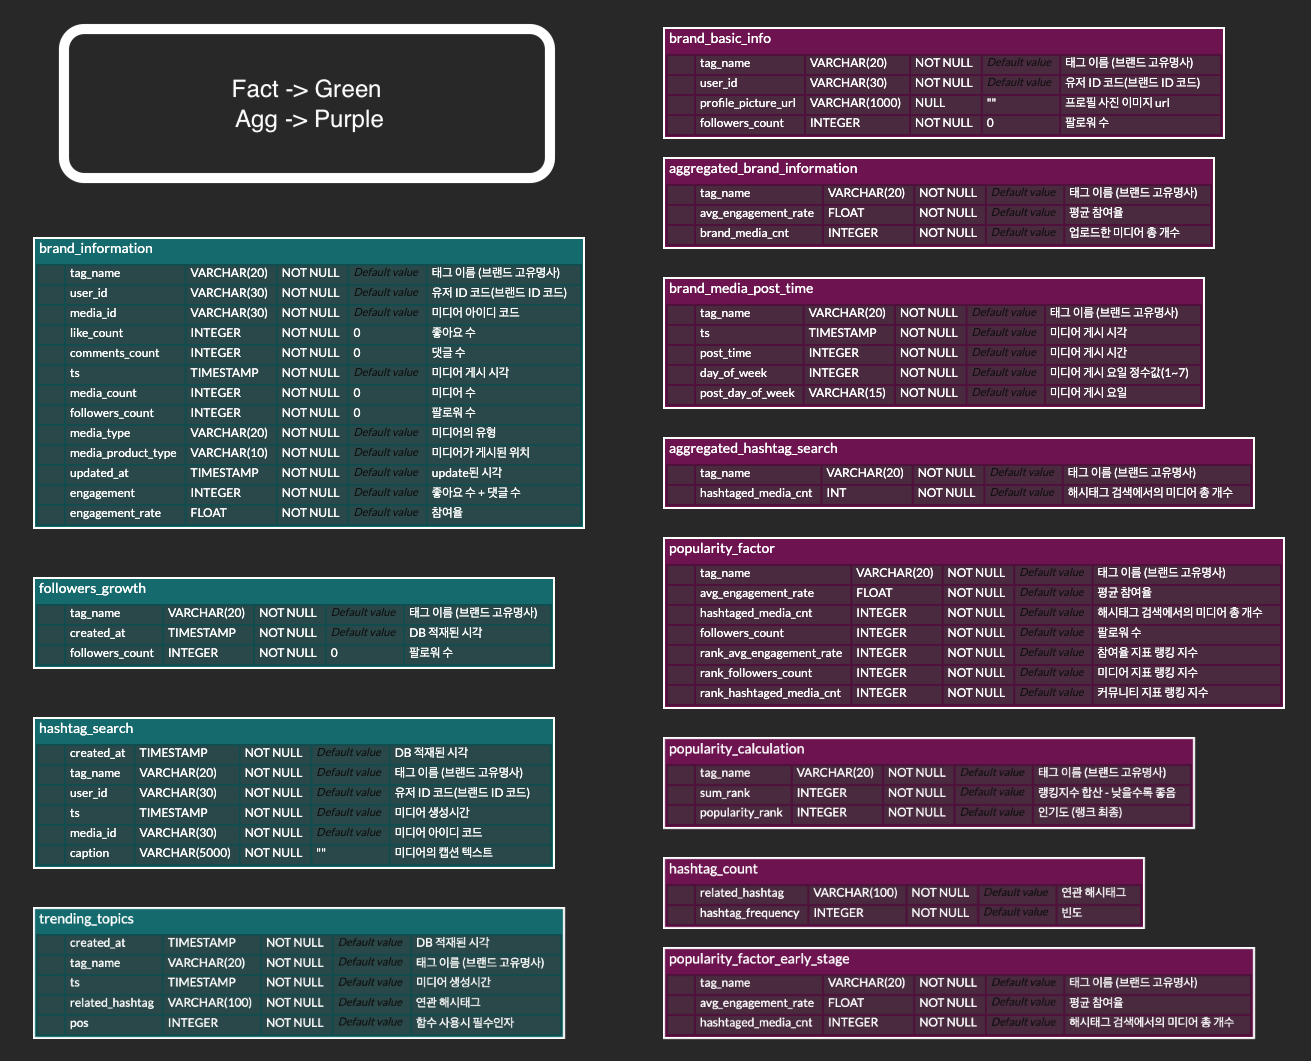 Fact -> Green
Agg -> Purple
brand_information
tag_name VARCHAR(20) NOT NULL Default value 태그 이름 (브랜드 고유명사)
user_id VARCHAR(30) NOT NULL Default value 유저 ID 코드(브랜드 ID 코드)
media_id VARCHAR(30) NOT NULL Default value 미디어 아이디 코드
like_count INTEGER NOT NULL 0 좋아요 수
comments_count INTEGER NOT NULL 0 댓글 수
ts TIMESTAMP NOT NULL Default value 미디어 게시 시각
media_count INTEGER NOT NULL 0 미디어 수
followers_count INTEGER NOT NULL 0 팔로워 수
media_type VARCHAR(20) NOT NULL Default value 미디어의 유형
media_product_type VARCHAR(10) NOT NULL Default value 미디어가 게시된 위치
updated_at TIMESTAMP NOT NULL Default value update된 시각
engagement INTEGER NOT NULL Default value 좋아요 수 + 댓글 수
engagement_rate FLOAT NOT NULL Default value 참여율
followers_growth
tag_name VARCHAR(20) NOT NULL Default value 태그 이름 (브랜드 고유명사)
created_at TIMESTAMP NOT NULL Default value DB 적재된 시각
followers_count INTEGER NOT NULL 0 팔로워 수
hashtag_search
created_at TIMESTAMP NOT NULL Default value DB 적재된 시각
tag_name VARCHAR(20) NOT NULL Default value 태그 이름 (브랜드 고유명사)
user_id VARCHAR(30) NOT NULL Default value 유저 ID 코드(브랜드 ID 코드)
ts TIMESTAMP NOT NULL Default value 미디어 생성시간
media_id VARCHAR(30) NOT NULL Default value 미디어 아이디 코드
caption VARCHAR(5000) NOT NULL "" 미디어의 캡션 텍스트
trending_topics
created_at TIMESTAMP NOT NULL Default value DB 적재된 시각
tag_name VARCHAR(20) NOT NULL Default value 태그 이름 (브랜드 고유명사)
ts TIMESTAMP NOT NULL Default value 미디어 생성시간
related_hashtag VARCHAR(100) NOT NULL Default value 연관 해시태그
pos INTEGER NOT NULL Default value 함수 사용시 필수인자
brand_basic_info
tag_name VARCHAR(20) NOT NULL Default value 태그 이름 (브랜드 고유명사)
user_id VARCHAR(30) NOT NULL Default value 유저 ID 코드(브랜드 ID 코드)
profile_picture_url VARCHAR(1000) NULL "" 프로필 사진 이미지 url
followers_count INTEGER NOT NULL 0 팔로워 수
aggregated_brand_information
tag_name VARCHAR(20) NOT NULL Default value 태그 이름 (브랜드 고유명사)
avg_engagement_rate FLOAT NOT NULL Default value 평균 참여율
brand_media_cnt INTEGER NOT NULL Default value 업로드한 미디어 총 개수
brand_media_post_time
tag_name VARCHAR(20) NOT NULL Default value 태그 이름 (브랜드 고유명사)
ts TIMESTAMP NOT NULL Default value 미디어 게시 시각
post_time INTEGER NOT NULL Default value 미디어 게시 시간
day_of_week INTEGER NOT NULL Default value 미디어 게시 요일 정수값(1~7)
post_day_of_week VARCHAR(15) NOT NULL Default value 미디어 게시 요일
aggregated_hashtag_search
tag_name VARCHAR(20) NOT NULL Default value 태그 이름 (브랜드 고유명사)
hashtaged_media_cnt INT NOT NULL Default value 해시태그 검색에서의 미디어 총 개수
popularity_factor
tag_name VARCHAR(20) NOT NULL Default value 태그 이름 (브랜드 고유명사)
avg_engagement_rate FLOAT NOT NULL Default value 평균 참여율
hashtaged_media_cnt INTEGER NOT NULL Default value 해시태그 검색에서의 미디어 총 개수
followers_count INTEGER NOT NULL Default value 팔로워 수
rank_avg_engagement_rate INTEGER NOT NULL Default value 참여율 지표 랭킹 지수
rank_followers_count INTEGER NOT NULL Default value 미디어 지표 랭킹 지수
rank_hashtaged_media_cnt INTEGER NOT NULL Default value 커뮤니티 지표 랭킹 지수
popularity_calculation
tag_name VARCHAR(20) NOT NULL Default value 태그 이름 (브랜드 고유명사)
sum_rank INTEGER NOT NULL Default value 랭킹지수 합산 - 낮을수록 좋음
popularity_rank INTEGER NOT NULL Default value 인기도 (랭크 최종)
hashtag_count
related_hashtag VARCHAR(100) NOT NULL Default value 연관 해시태그
hashtag_frequency INTEGER NOT NULL Default value 빈도
popularity_factor_early_stage
tag_name VARCHAR(20) NOT NULL Default value 태그 이름 (브랜드 고유명사)
avg_engagement_rate FLOAT NOT NULL Default value 평균 참여율
hashtaged_media_cnt INTEGER NOT NULL Default value 해시태그 검색에서의 미디어 총 개수